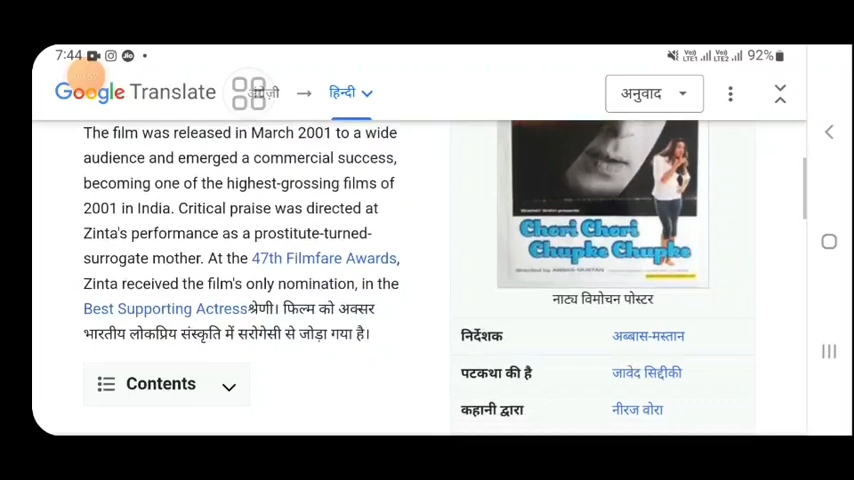 7:44
92%
Google Translate
अंग्रेज़ी → हिन्दी
अनुवाद
The film was released in March 2001 to a wide
audience and emerged a commercial success,
becoming one of the highest-grossing films of
2001 in India. Critical praise was directed at
Zinta's performance as a prostitute-turned-
surrogate mother. At the 47th Filmfare Awards,
Zinta received the film's only nomination, in the
Best Supporting Actressश्रेणी। फिल्म को अक्सर
भारतीय लोकप्रिय संस्कृति में सरोगेसी से जोड़ा गया है।
Contents
Chori Chori
Chupke Chupke
directed by ABBAS-MUSTAN
नाट्य विमोचन पोस्टर
निर्देशक अब्बास-मस्तान
पटकथा की है जावेद सिद्दीकी
कहानी द्वारा नीरज वोरा